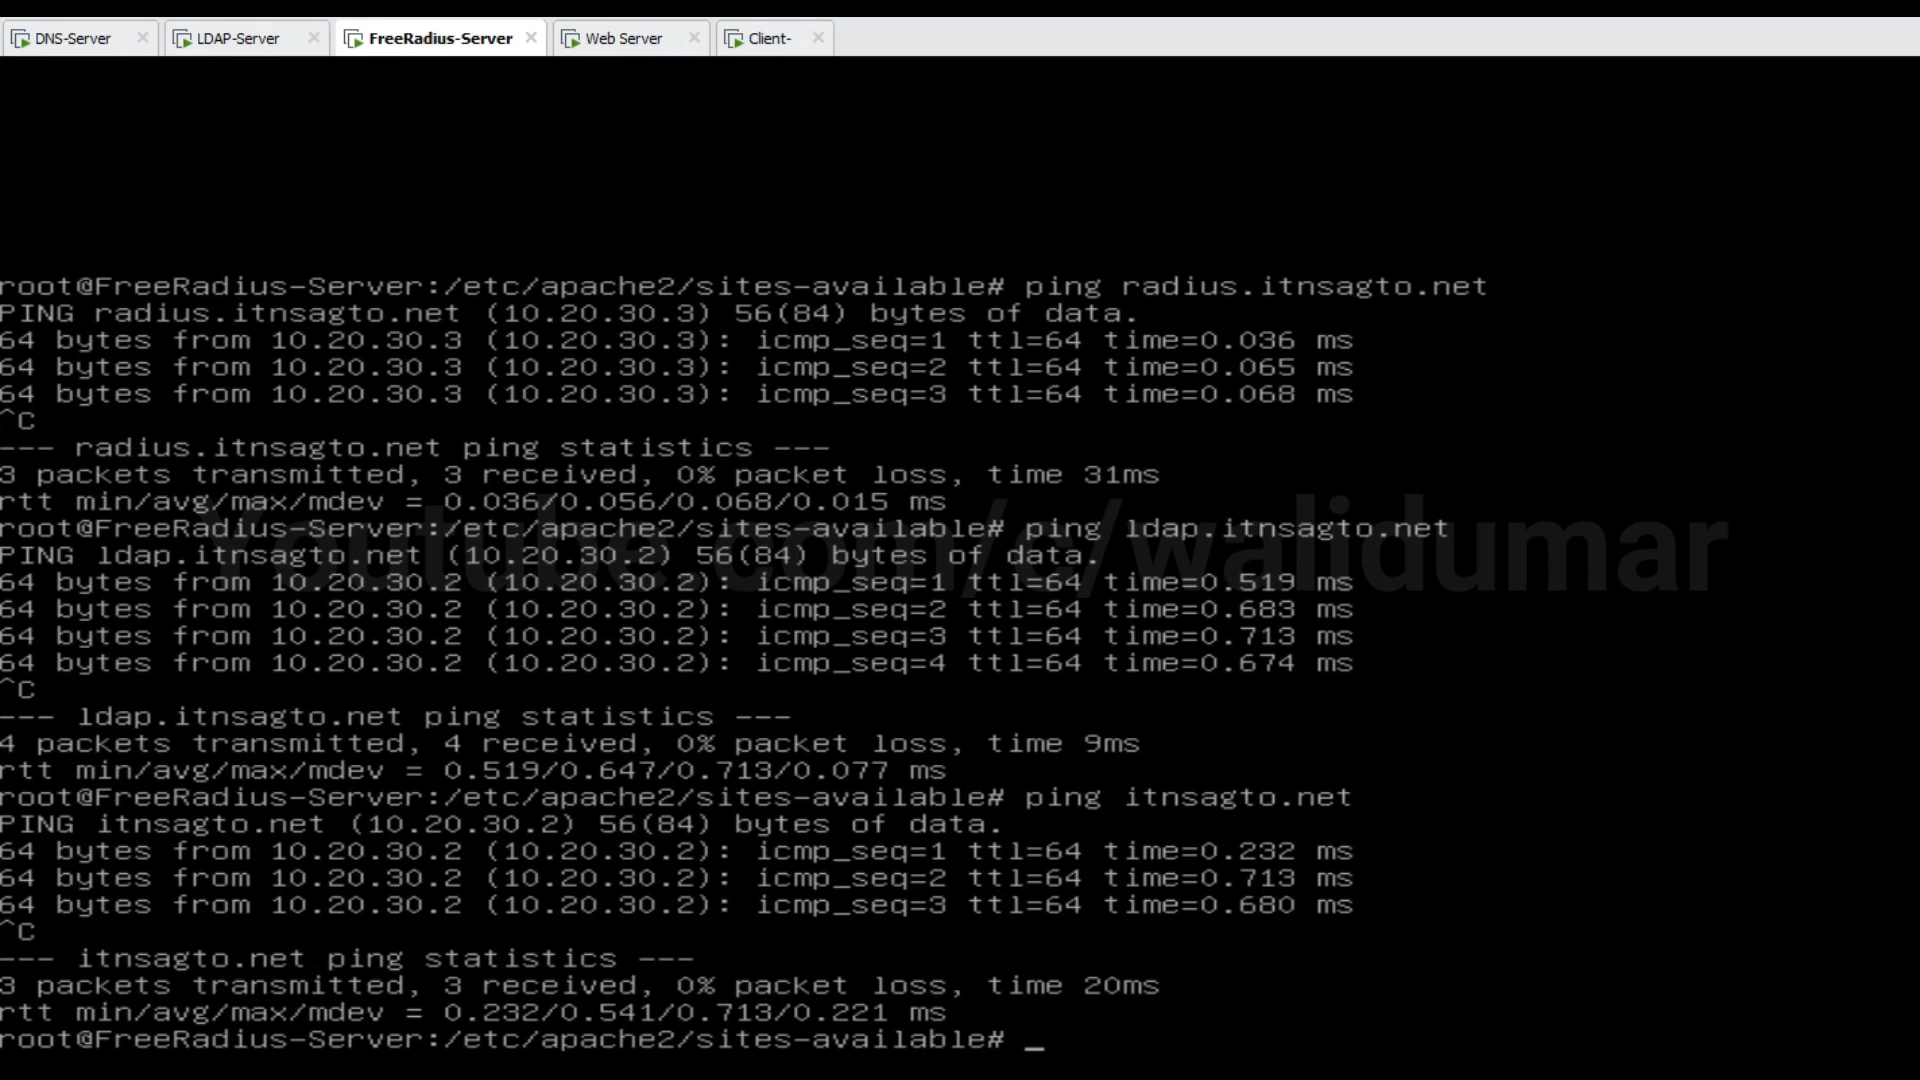 DNS-Server LDAP-Server FreeRadius-Server Web Server Client-
root@FreeRadius-Server:/etc/apache2/sites-available# ping radius.itnsagto.net
PING radius.itnsagto.net (10.20.30.3) 56(84) bytes of data.
64 bytes from 10.20.30.3 (10.20.30.3): icmp_seq=1 ttl=64 time=0.036 ms
64 bytes from 10.20.30.3 (10.20.30.3): icmp_seq=2 ttl=64 time=0.065 ms
64 bytes from 10.20.30.3 (10.20.30.3): icmp_seq=3 ttl=64 time=0.068 ms
^C
--- radius.itnsagto.net ping statistics ---
3 packets transmitted, 3 received, 0% packet loss, time 31ms
rtt min/avg/max/mdev = 0.036/0.056/0.068/0.015 ms
root@FreeRadius-Server:/etc/apache2/sites-available# ping ldap.itnsagto.net
PING ldap.itnsagto.net (10.20.30.2) 56(84) bytes of data.
Youtube.com/c/walidumar
64 bytes from 10.20.30.2 (10.20.30.2): icmp_seq=1 ttl=64 time=0.519 ms
64 bytes from 10.20.30.2 (10.20.30.2): icmp_seq=2 ttl=64 time=0.683 ms
64 bytes from 10.20.30.2 (10.20.30.2): icmp_seq=3 ttl=64 time=0.713 ms
64 bytes from 10.20.30.2 (10.20.30.2): icmp_seq=4 ttl=64 time=0.674 ms
^C
--- ldap.itnsagto.net ping statistics ---
4 packets transmitted, 4 received, 0% packet loss, time 9ms
rtt min/avg/max/mdev = 0.519/0.647/0.713/0.077 ms
root@FreeRadius-Server:/etc/apache2/sites-available# ping itnsagto.net
PING itnsagto.net (10.20.30.2) 56(84) bytes of data.
64 bytes from 10.20.30.2 (10.20.30.2): icmp_seq=1 ttl=64 time=0.232 ms
64 bytes from 10.20.30.2 (10.20.30.2): icmp_seq=2 ttl=64 time=0.713 ms
64 bytes from 10.20.30.2 (10.20.30.2): icmp_seq=3 ttl=64 time=0.680 ms
^C
--- itnsagto.net ping statistics ---
3 packets transmitted, 3 received, 0% packet loss, time 20ms
rtt min/avg/max/mdev = 0.232/0.541/0.713/0.221 ms
root@FreeRadius-Server:/etc/apache2/sites-available# _